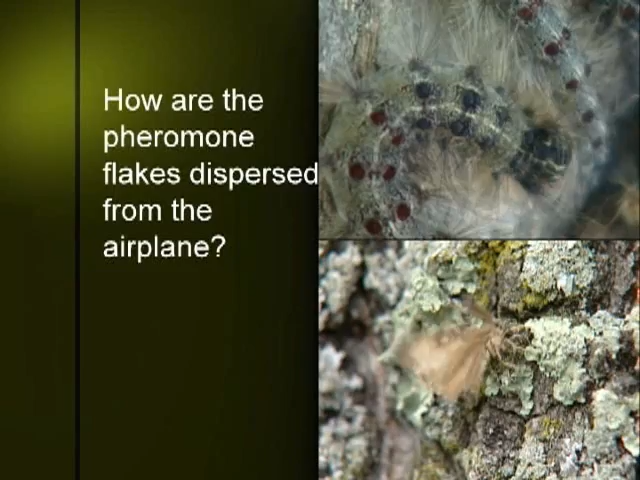 How are the
pheromone
flakes dispersed
from the
airplane?